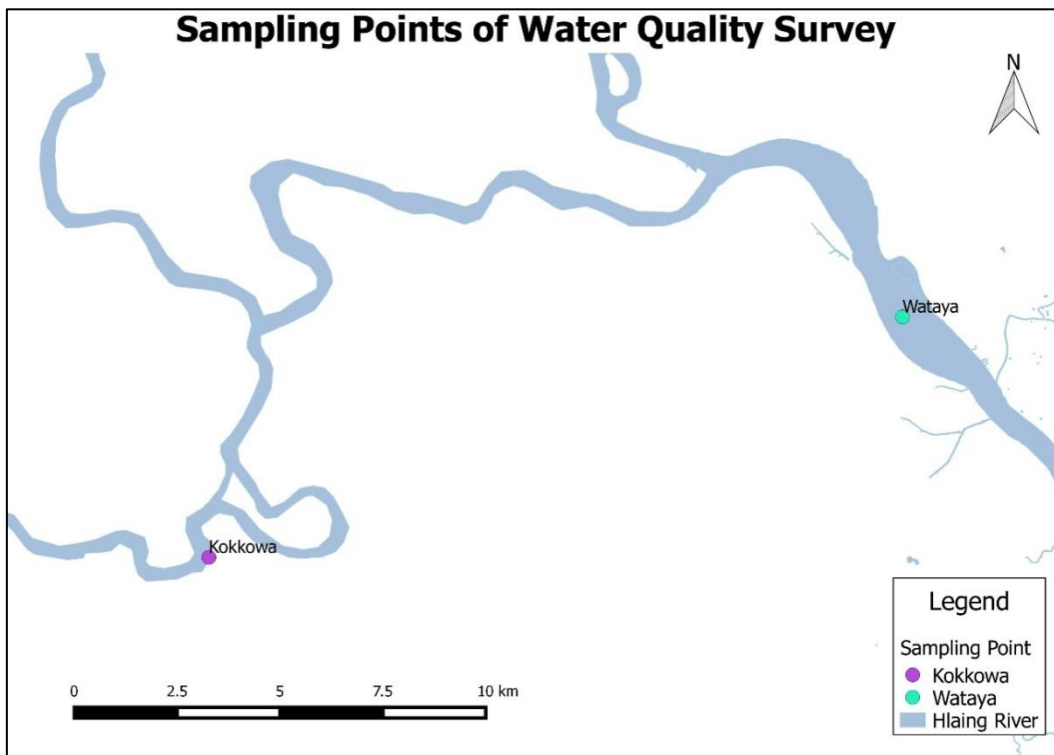 Sampling Points of Water Quality Survey
N
Wataya
Kokkowa
0 2.5 5 7.5 10 km
Legend
Sampling Point
Kokkowa
Wataya
Hlaing River